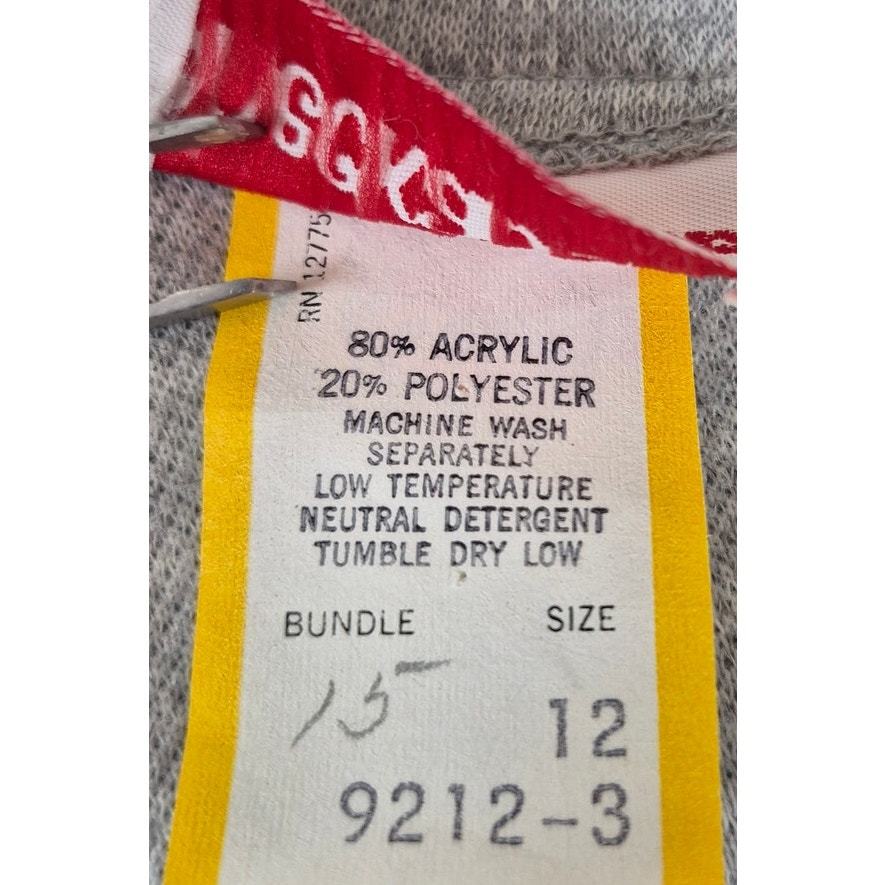 RN 12775
80% ACRYLIC
20% POLYESTER
MACHINE WASH
SEPARATELY
LOW TEMPERATURE
NEUTRAL DETERGENT
TUMBLE DRY LOW
BUNDLE SIZE
15 12
9212-3